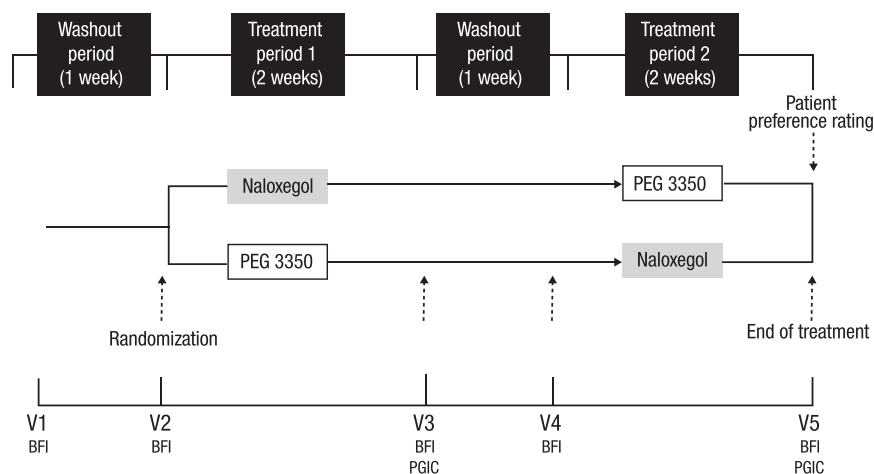 Washout
period
(1 week)
Treatment
period 1
(2 weeks)
Washout
period
(1 week)
Treatment
period 2
(2 weeks)
Patient
preference rating
Naloxegol
PEG 3350
PEG 3350
Naloxegol
Randomization
End of treatment
V1
BFI
V2
BFI
V3
BFI
PGIC
V4
BFI
V5
BFI
PGIC